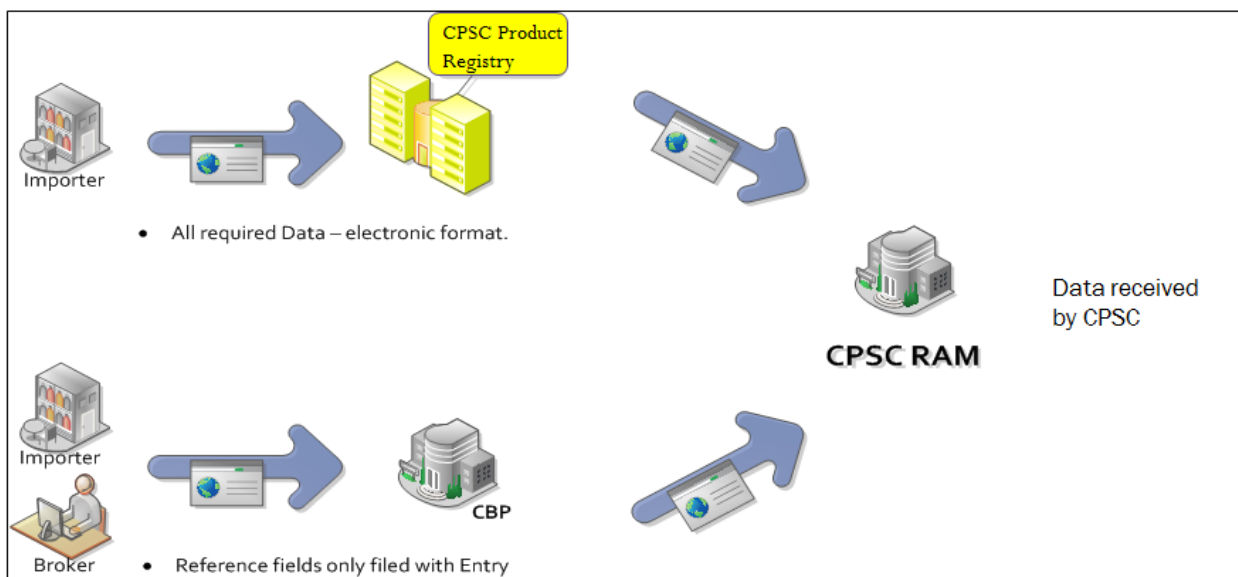 CPSC Product
Registry
Importer
• All required Data – electronic format.
Data received
by CPSC
CPSC RAM
Importer
CBP
Broker
• Reference fields only filed with Entry